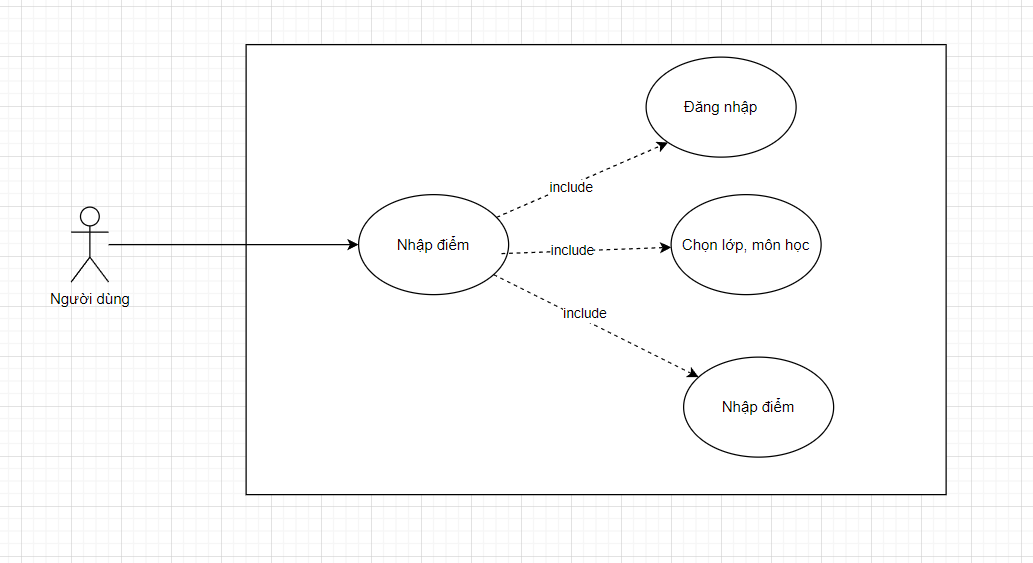 Đăng nhập
include
Nhập điểm
include
Chọn lớp, môn học
Người dùng
include
Nhập điểm